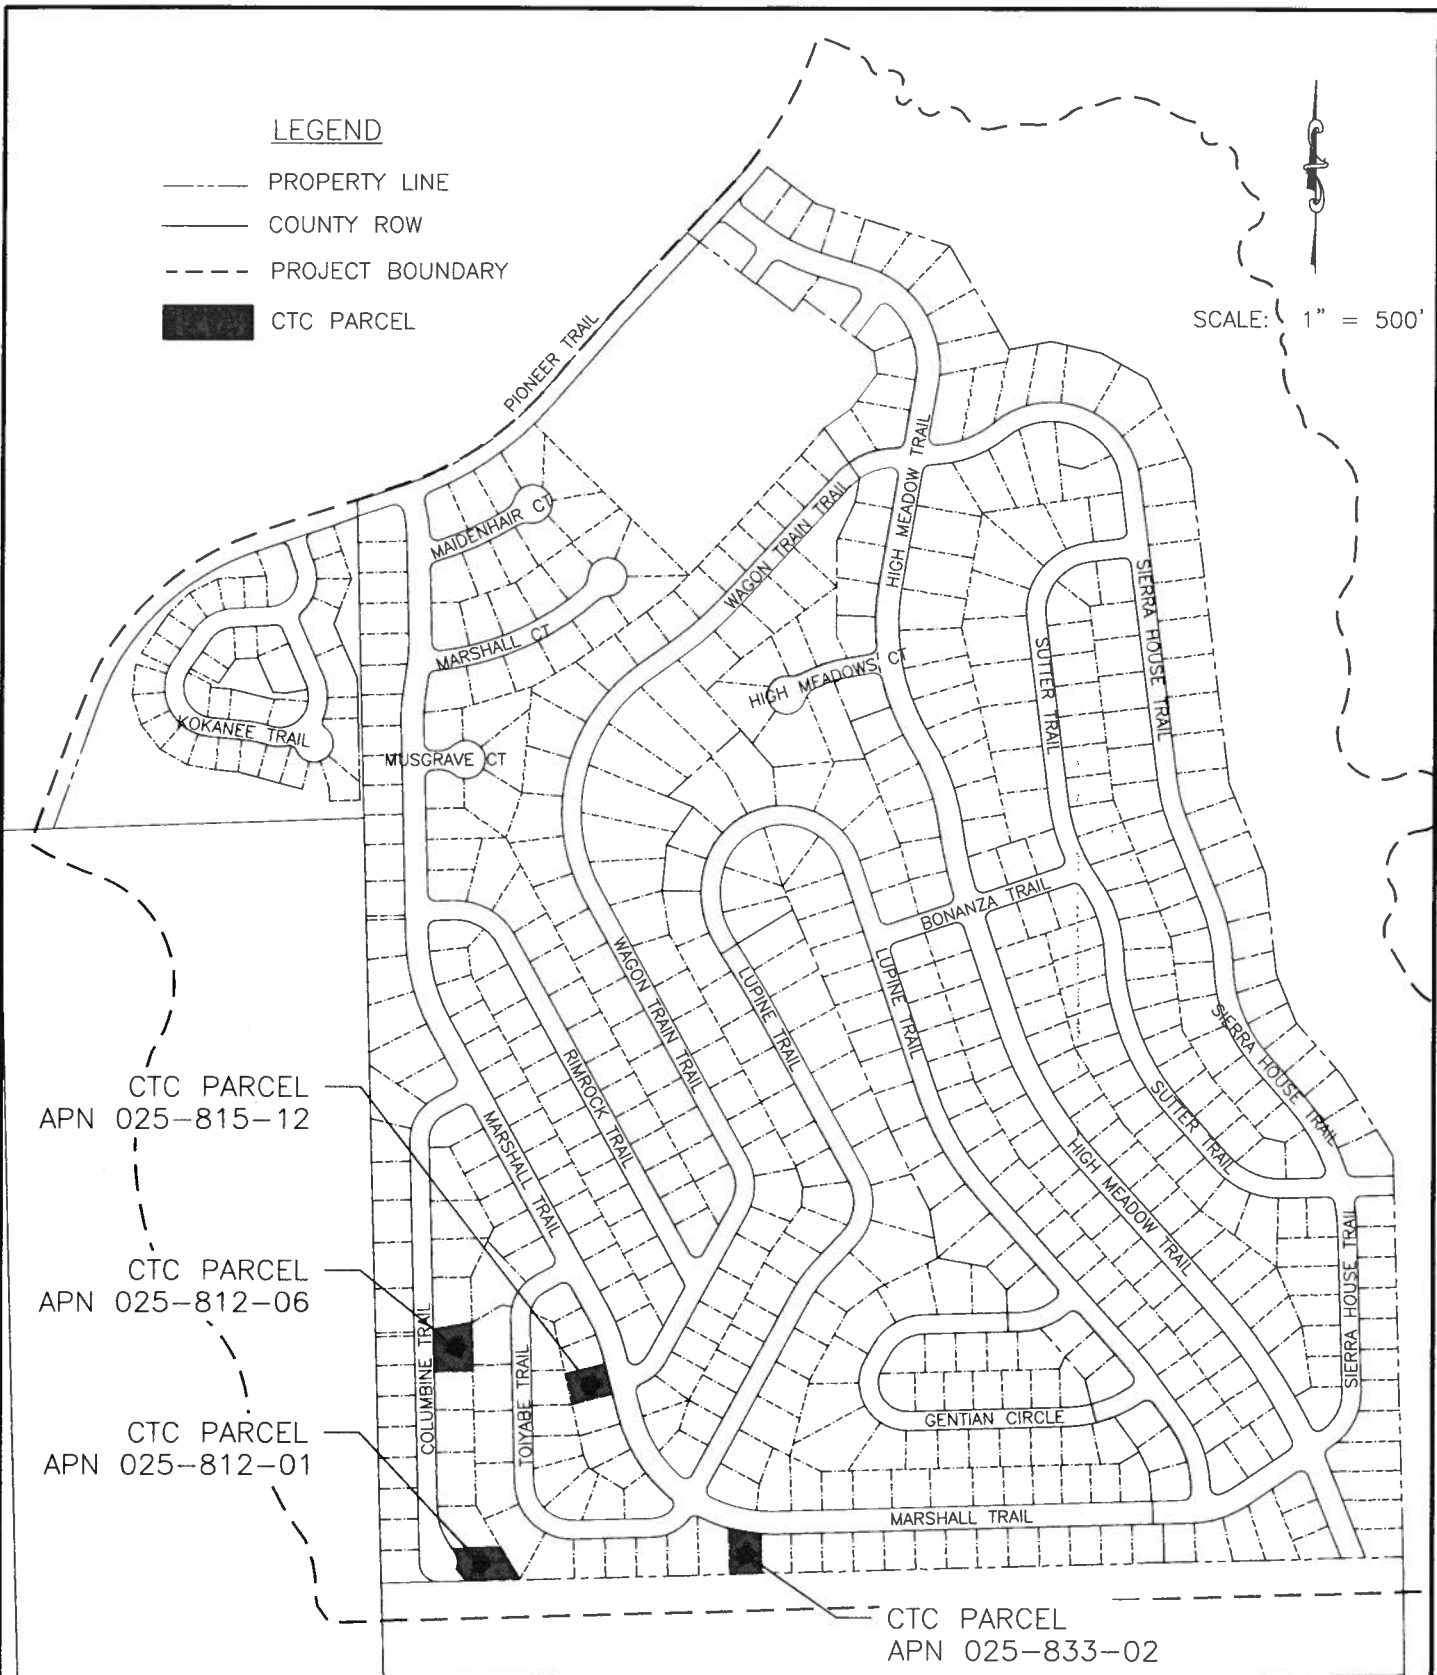 LEGEND
PROPERTY LINE
COUNTY ROW
PROJECT BOUNDARY
CTC PARCEL
SCALE: 1" = 500'
PIONEER TRAIL
MAIDENHAIR CT
MARSHALL CT
MUSGRAVE CT
KOKANEE TRAIL
WAGON TRAIN TRAIL
HIGH MEADOW TRAIL
HIGH MEADOWS CT
SUTTER TRAIL
SIERRA HOUSE TRAIL
BONANZA TRAIL
WAGON TRAIN TRAIL
LUPINE TRAIL
LUPINE TRAIL
RIMROCK TRAIL
MARSHALL TRAIL
SIERRA HOUSE TRAIL
SUTTER TRAIL
HIGH MEADOW TRAIL
SIERRA HOUSE TRAIL
COLUMBINE TRAIL
TOIYABE TRAIL
GENTIAN CIRCLE
MARSHALL TRAIL
CTC PARCEL
APN 025-815-12
CTC PARCEL
APN 025-812-06
CTC PARCEL
APN 025-812-01
CTC PARCEL
APN 025-833-02